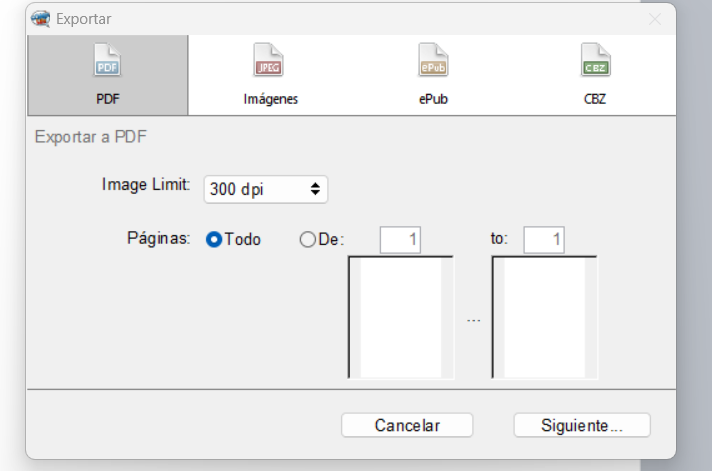 Exportar
PDF
JPEG
ePub
CBZ
PDF
Imágenes
ePub
CBZ
Exportar a PDF
Image Limit: 300 dpi
Páginas: Todo De: 1 to: 1
...
Cancelar Siguiente...